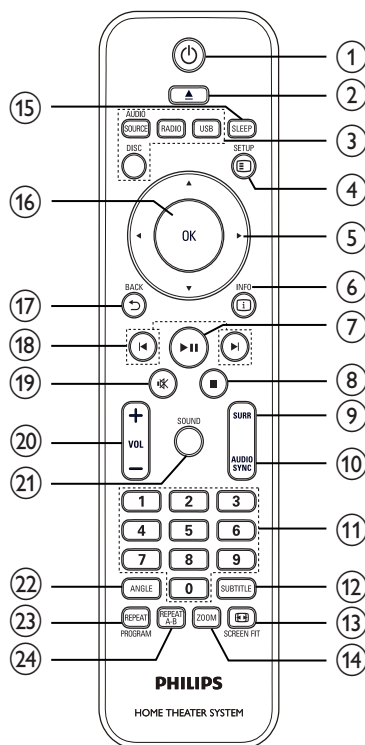 1
2
15
AUDIO
SOURCE RADIO USB SLEEP
3
DISC SETUP
4
16
OK
5
BACK INFO
6
17
i
7
18
19
8
+ SURR
9
20
VOL
SOUND
AUDIO
SYNC
10
−
21
1 2 3
4 5 6
11
7 8 9
22
ANGLE 0 SUBTITLE
12
23
REPEAT REPEAT
A-B ZOOM
13
PROGRAM SCREEN FIT
24
14
PHILIPS
HOME THEATER SYSTEM